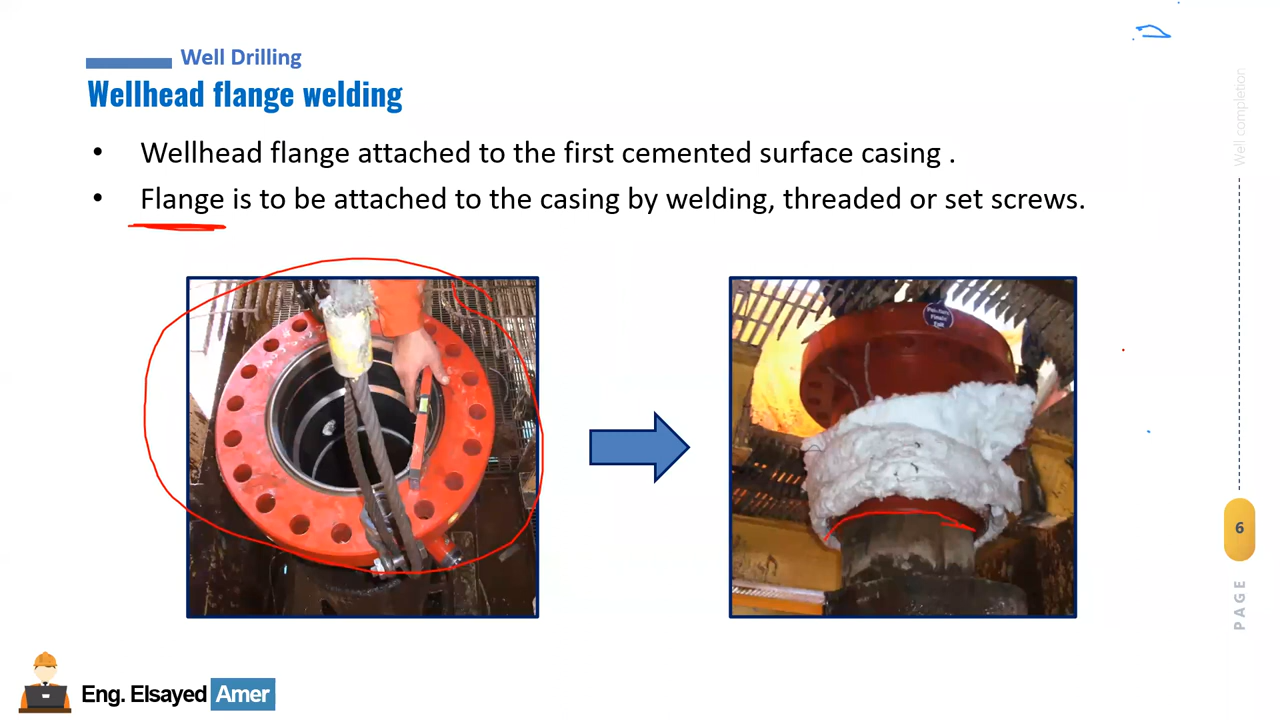 Well Drilling
Wellhead flange welding
• Wellhead flange attached to the first cemented surface casing .
• Flange is to be attached to the casing by welding, threaded or set screws.
Well completion
6
PAGE
Eng. Elsayed Amer